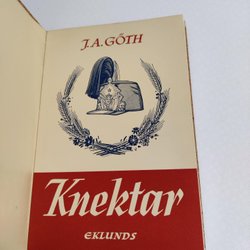 J.A. GÖTH
Knektar
EKLUNDS